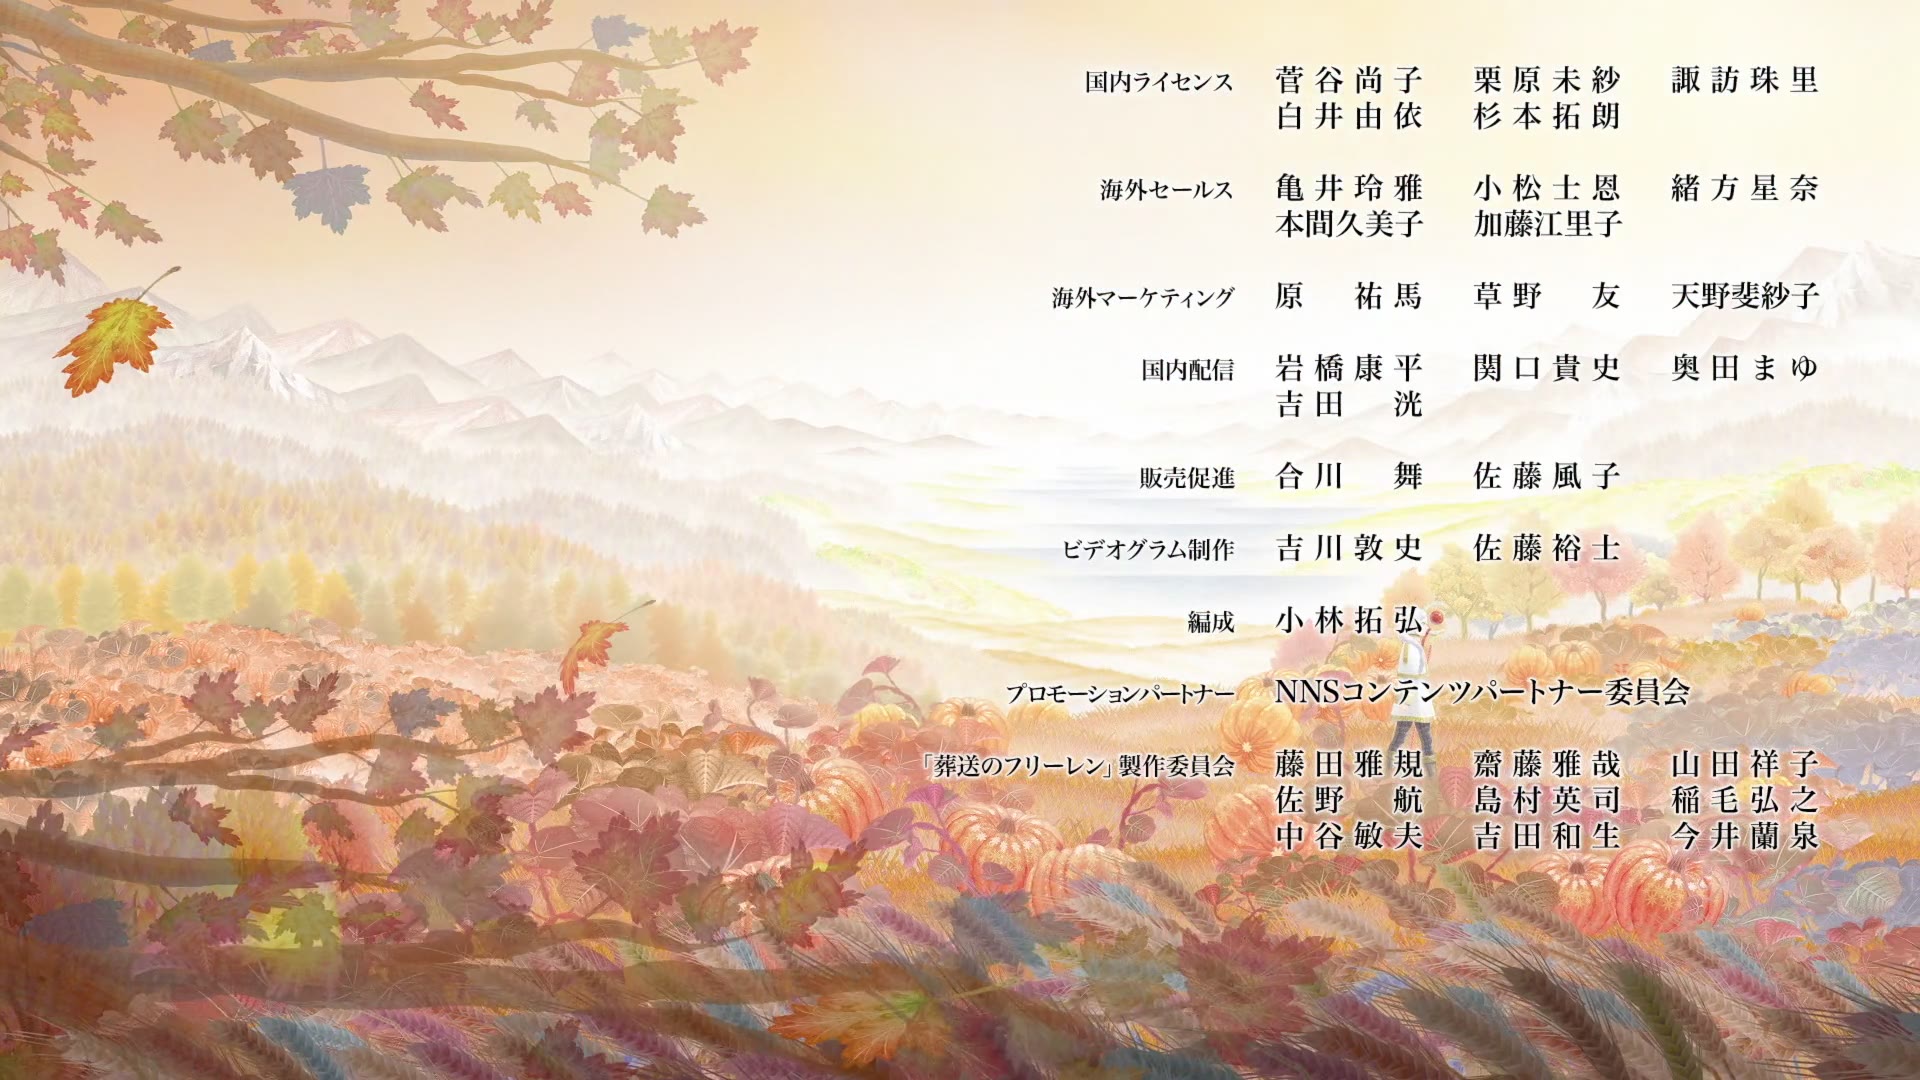 国内ライセンス 菅谷尚子 栗原未紗 諏訪珠里
白井由依 杉本拓朗
海外セールス 亀井玲雅 小松士恩 緒方星奈
本間久美子 加藤江里子
海外マーケティング 原祐馬 草野友 天野斐紗子
国内配信 岩橋康平 関口貴史 奥田まゆ
吉田洸
販売促進 合川舞 佐藤風子
ビデオグラム制作 吉川敦史 佐藤裕士
編成 小林拓弘
プロモーションパートナー NNSコンテンツパートナー委員会
「葬送のフリーレン」製作委員会 藤田雅規 齋藤雅哉 山田祥子
佐野航 島村英司 稲毛弘之
中谷敏夫 吉田和生 今井蘭泉